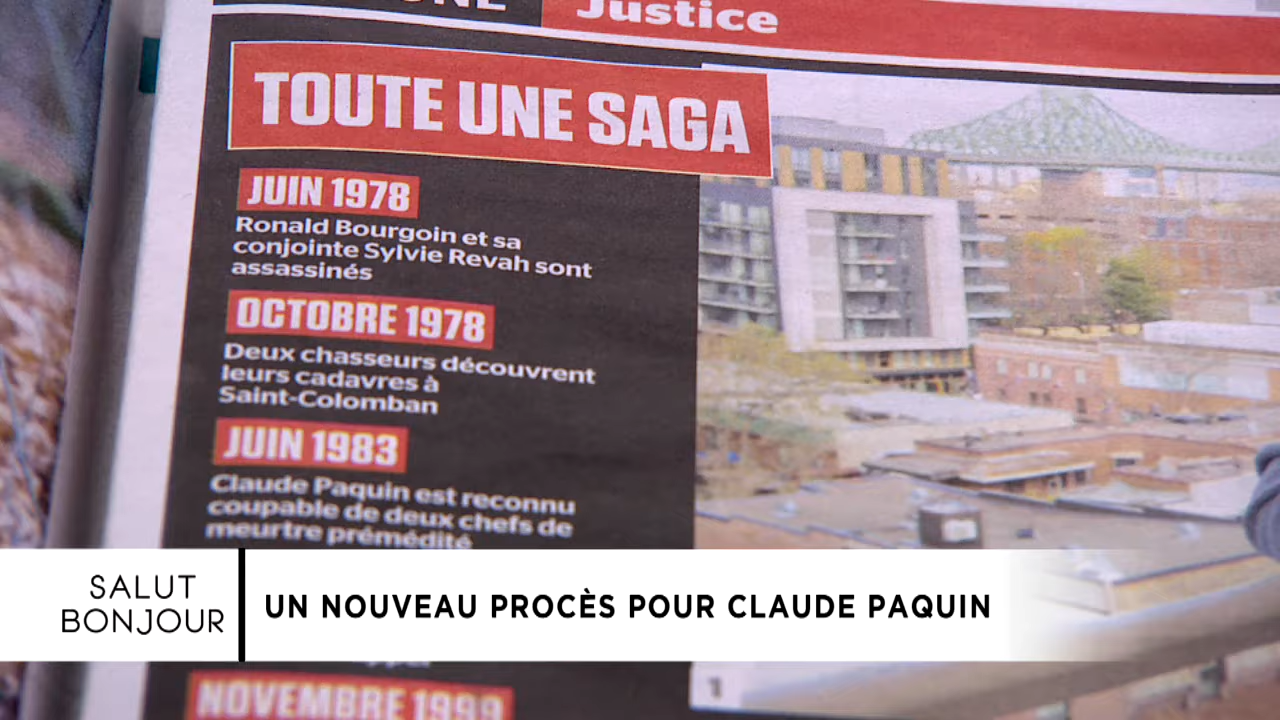 Justice
TOUTE UNE SAGA
JUIN 1978
Ronald Bourgoin et sa
conjointe Sylvie Revah sont
assassinés
OCTOBRE 1978
Deux chasseurs découvrent
leurs cadavres à
Saint-Colomban
JUIN 1983
Claude Paquin est reconnu
coupable de deux chefs de
meurtre prémédité
SALUT
BONJOUR
UN NOUVEAU PROCÈS POUR CLAUDE PAQUIN
NOVEMBRE 1999
1